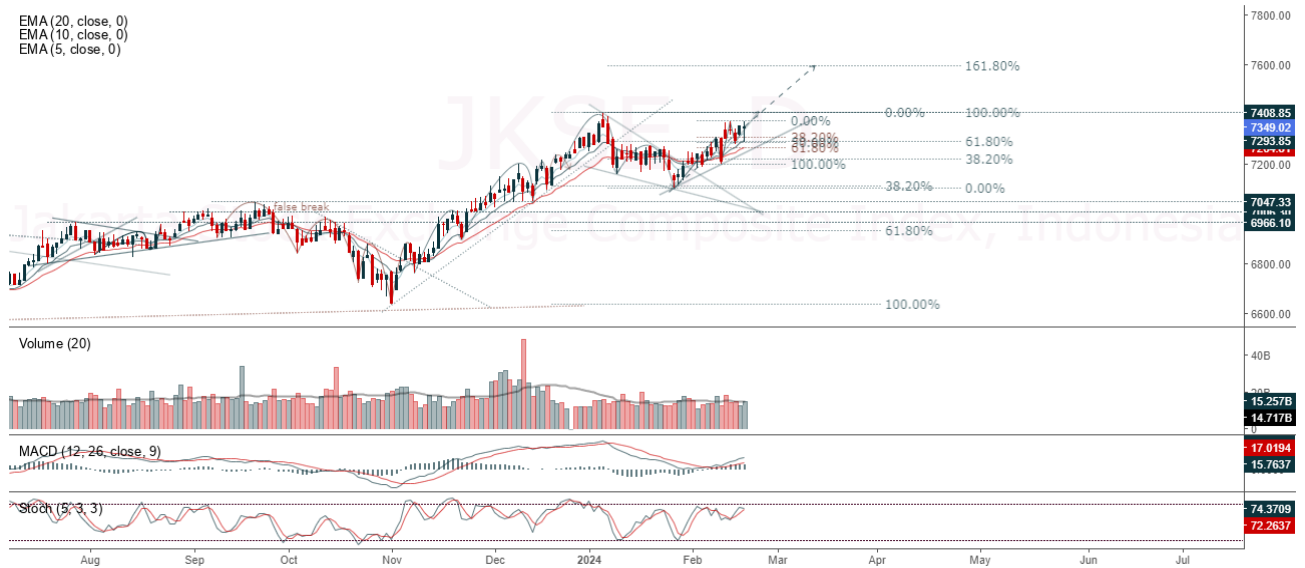 EMA (20, close, 0)
EMA (10, close, 0)
EMA (5, close, 0)
7800.00
7600.00
161.80%
0.00%
100.00%
7408.85
0.00%
7349.02
38.20%
61.80%
7293.85
61.80%
38.20%
100.00%
7200.00
38.20%
0.00%
false break
7047.33
6966.10
61.80%
6800.00
100.00%
6600.00
JKSE, D
Indonesia
Volume (20)
40B
15.257B
14.717B
0
MACD (12, 26, close, 9)
17.0194
15.7637
Stoch (5, 3, 3)
74.3709
72.2637
Aug Sep Oct Nov Dec 2024 Feb Mar Apr May Jun Jul